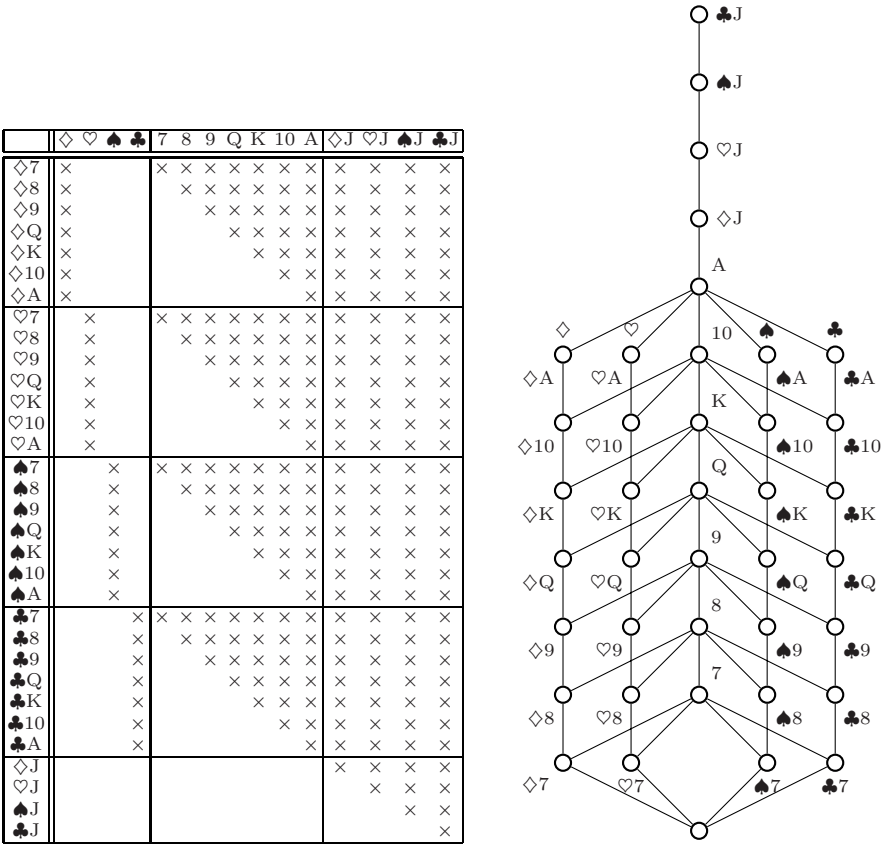 ♢ ♡ ♠ ♣ 7 8 9 Q K 10 A ♢J ♡J ♠J ♣J
♢7 × × × × × × × × × × × ×
♢8 × × × × × × × × × × ×
♢9 × × × × × × × × × ×
♢Q × × × × × × × × ×
♢K × × × × × × × ×
♢10 × × × × × × ×
♢A × × × × × ×
♡7 × × × × × × × × × × × ×
♡8 × × × × × × × × × × ×
♡9 × × × × × × × × × ×
♡Q × × × × × × × × ×
♡K × × × × × × × ×
♡10 × × × × × × ×
♡A × × × × × ×
♠7 × × × × × × × × × × × ×
♠8 × × × × × × × × × × ×
♠9 × × × × × × × × × ×
♠Q × × × × × × × × ×
♠K × × × × × × × ×
♠10 × × × × × × ×
♠A × × × × × ×
♣7 × × × × × × × × × × × ×
♣8 × × × × × × × × × × ×
♣9 × × × × × × × × × ×
♣Q × × × × × × × × ×
♣K × × × × × × × ×
♣10 × × × × × × ×
♣A × × × × × ×
♢J × × × ×
♡J × × ×
♠J × ×
♣J ×
♣J
♠J
♡J
♢J
A
♢ ♡ 10 ♠ ♣
♢A ♡A ♠A ♣A
K
♢10 ♡10 ♠10 ♣10
Q
♢K ♡K ♠K ♣K
9
♢Q ♡Q ♠Q ♣Q
8
♢9 ♡9 ♠9 ♣9
7
♢8 ♡8 ♠8 ♣8
♢7 ♡7 ♠7 ♣7